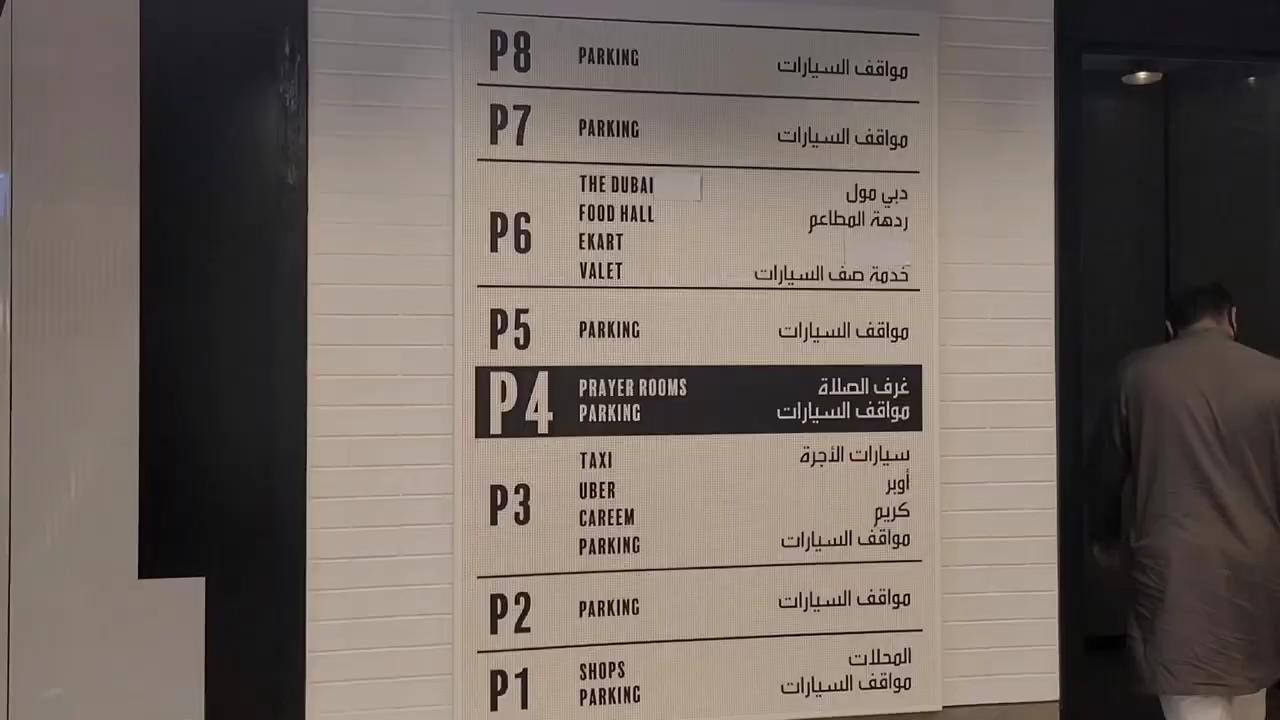 P8 PARKING مواقف السيارات
P7 PARKING مواقف السيارات
P6
THE DUBAI دبي مول
FOOD HALL ردهة المطاعم
EKART
VALET خدمة صف السيارات
P5 PARKING مواقف السيارات
P4
PRAYER ROOMS غرف الصلاة
PARKING مواقف السيارات
P3
TAXI سيارات الأجرة
UBER أوبر
CAREEM كريم
PARKING مواقف السيارات
P2 PARKING مواقف السيارات
P1
SHOPS المحلات
PARKING مواقف السيارات